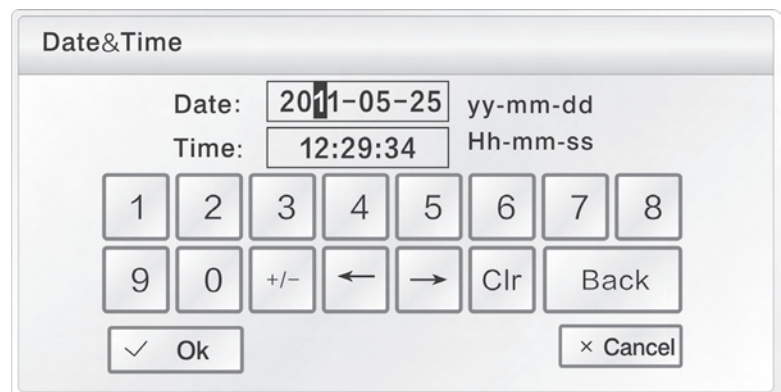 Date&Time
Date: 2011-05-25 yy-mm-dd
Time: 12:29:34 Hh-mm-ss
1 2 3 4 5 6 7 8
9 0 +/- ← → Clr Back
✓ Ok × Cancel